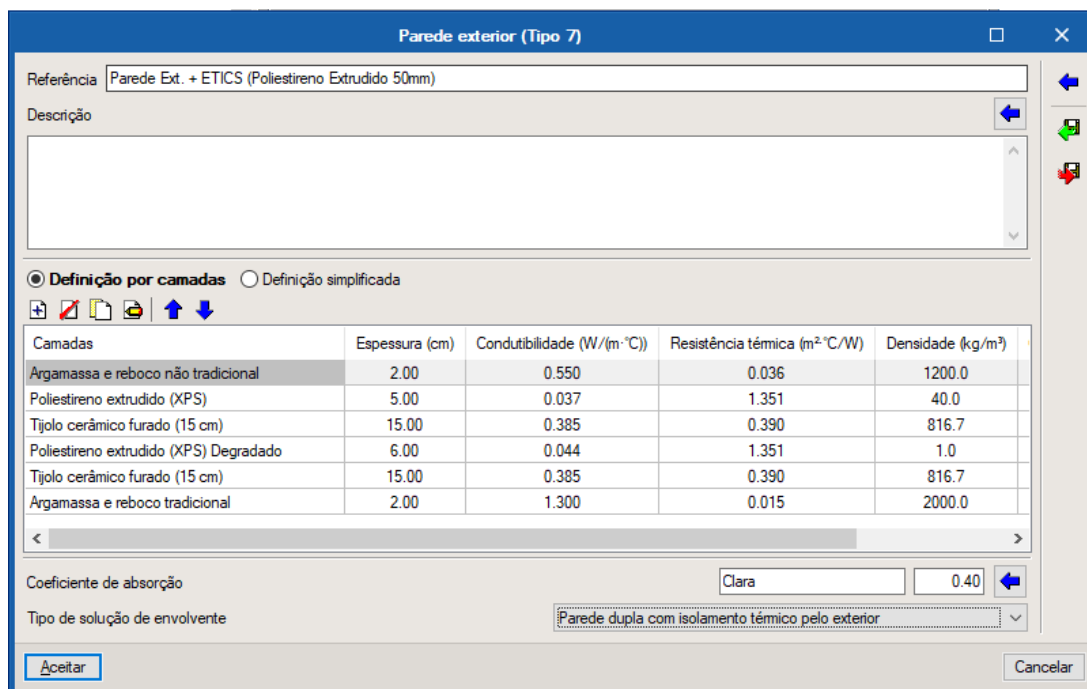 Parede exterior (Tipo 7)
Referência Parede Ext. + ETICS (Poliestireno Extrudido 50mm)
Descrição
Definição por camadas Definição simplificada
Camadas Espessura (cm) Condutibilidade (W/(m·°C)) Resistência térmica (m²·°C/W) Densidade (kg/m³)
Argamassa e reboco não tradicional 2.00 0.550 0.036 1200.0
Poliestireno extrudido (XPS) 5.00 0.037 1.351 40.0
Tijolo cerâmico furado (15 cm) 15.00 0.385 0.390 816.7
Poliestireno extrudido (XPS) Degradado 6.00 0.044 1.351 1.0
Tijolo cerâmico furado (15 cm) 15.00 0.385 0.390 816.7
Argamassa e reboco tradicional 2.00 1.300 0.015 2000.0
Coeficiente de absorção Clara 0.40
Tipo de solução de envolvente Parede dupla com isolamento térmico pelo exterior
Aceitar Cancelar